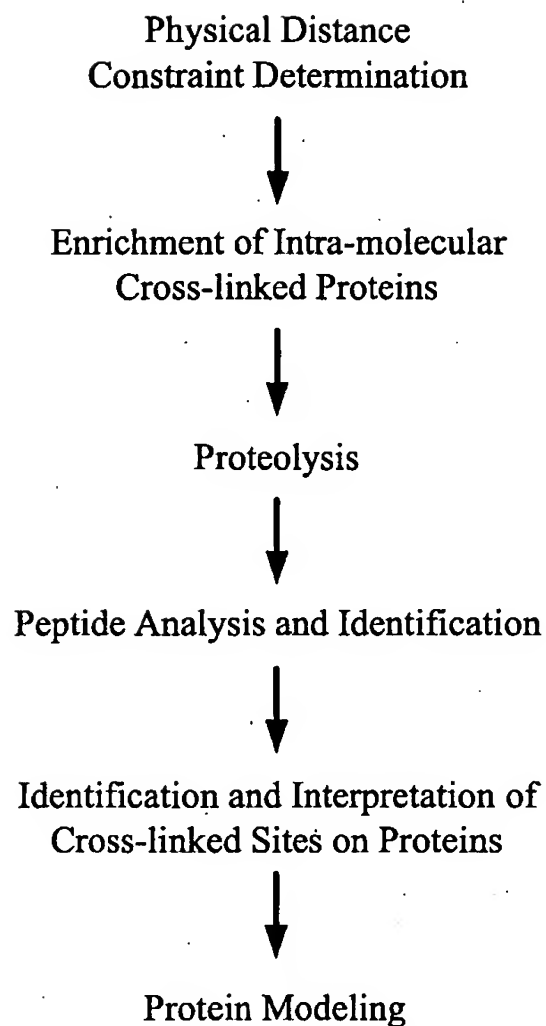 Physical Distance
Constraint Determination
Enrichment of Intra-molecular
Cross-linked Proteins
Proteolysis
Peptide Analysis and Identification
Identification and Interpretation of
Cross-linked Sites on Proteins
Protein Modeling